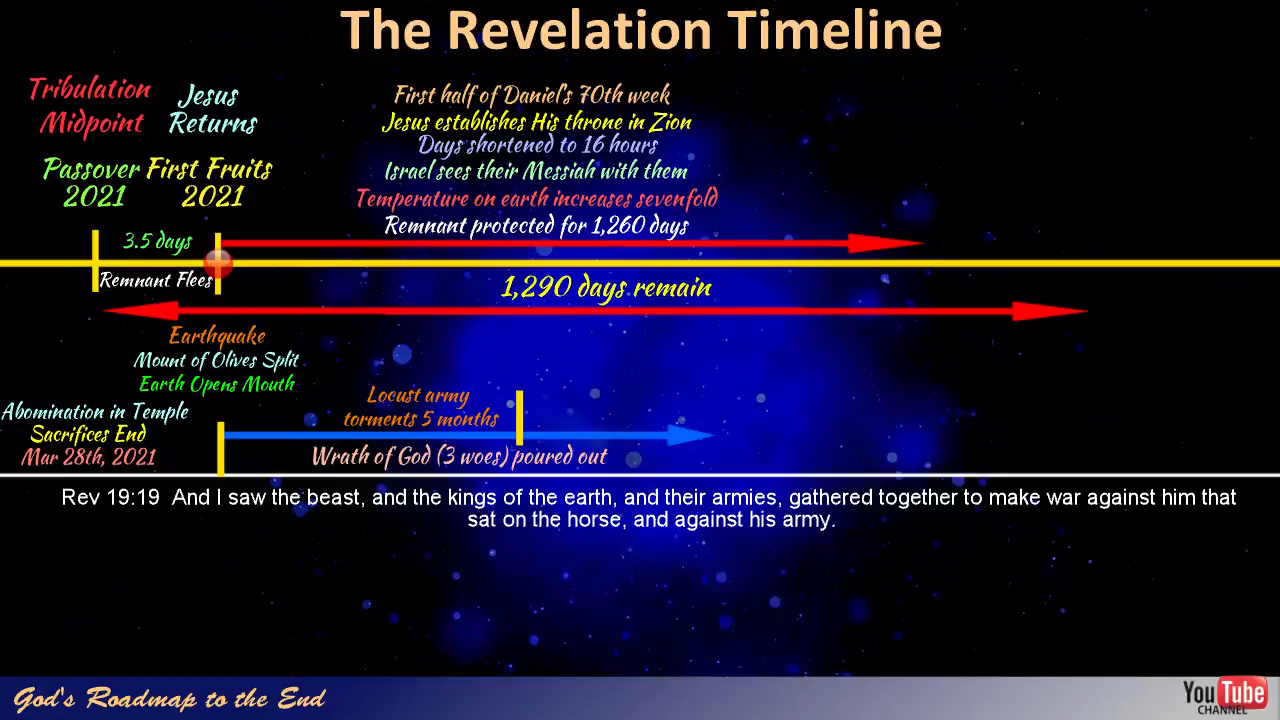 The Revelation Timeline
Tribulation
Midpoint
Jesus
Returns
Passover
2021
First Fruits
2021
First half of Daniel's 70th week
Jesus establishes His throne in Zion
Days shortened to 16 hours
Israel sees their Messiah with them
Temperature on earth increases sevenfold
Remnant protected for 1,260 days
3.5 days
Remnant Flees
1,290 days remain
Earthquake
Mount of Olives Split
Earth Opens Mouth
Abomination in Temple
Sacrifices End
Mar 28th, 2021
Locust army
torments 5 months
Wrath of God (3 woes) poured out
Rev 19:19 And I saw the beast, and the kings of the earth, and their armies, gathered together to make war against him that
sat on the horse, and against his army.
God's Roadmap to the End
YouTube
CHANNEL